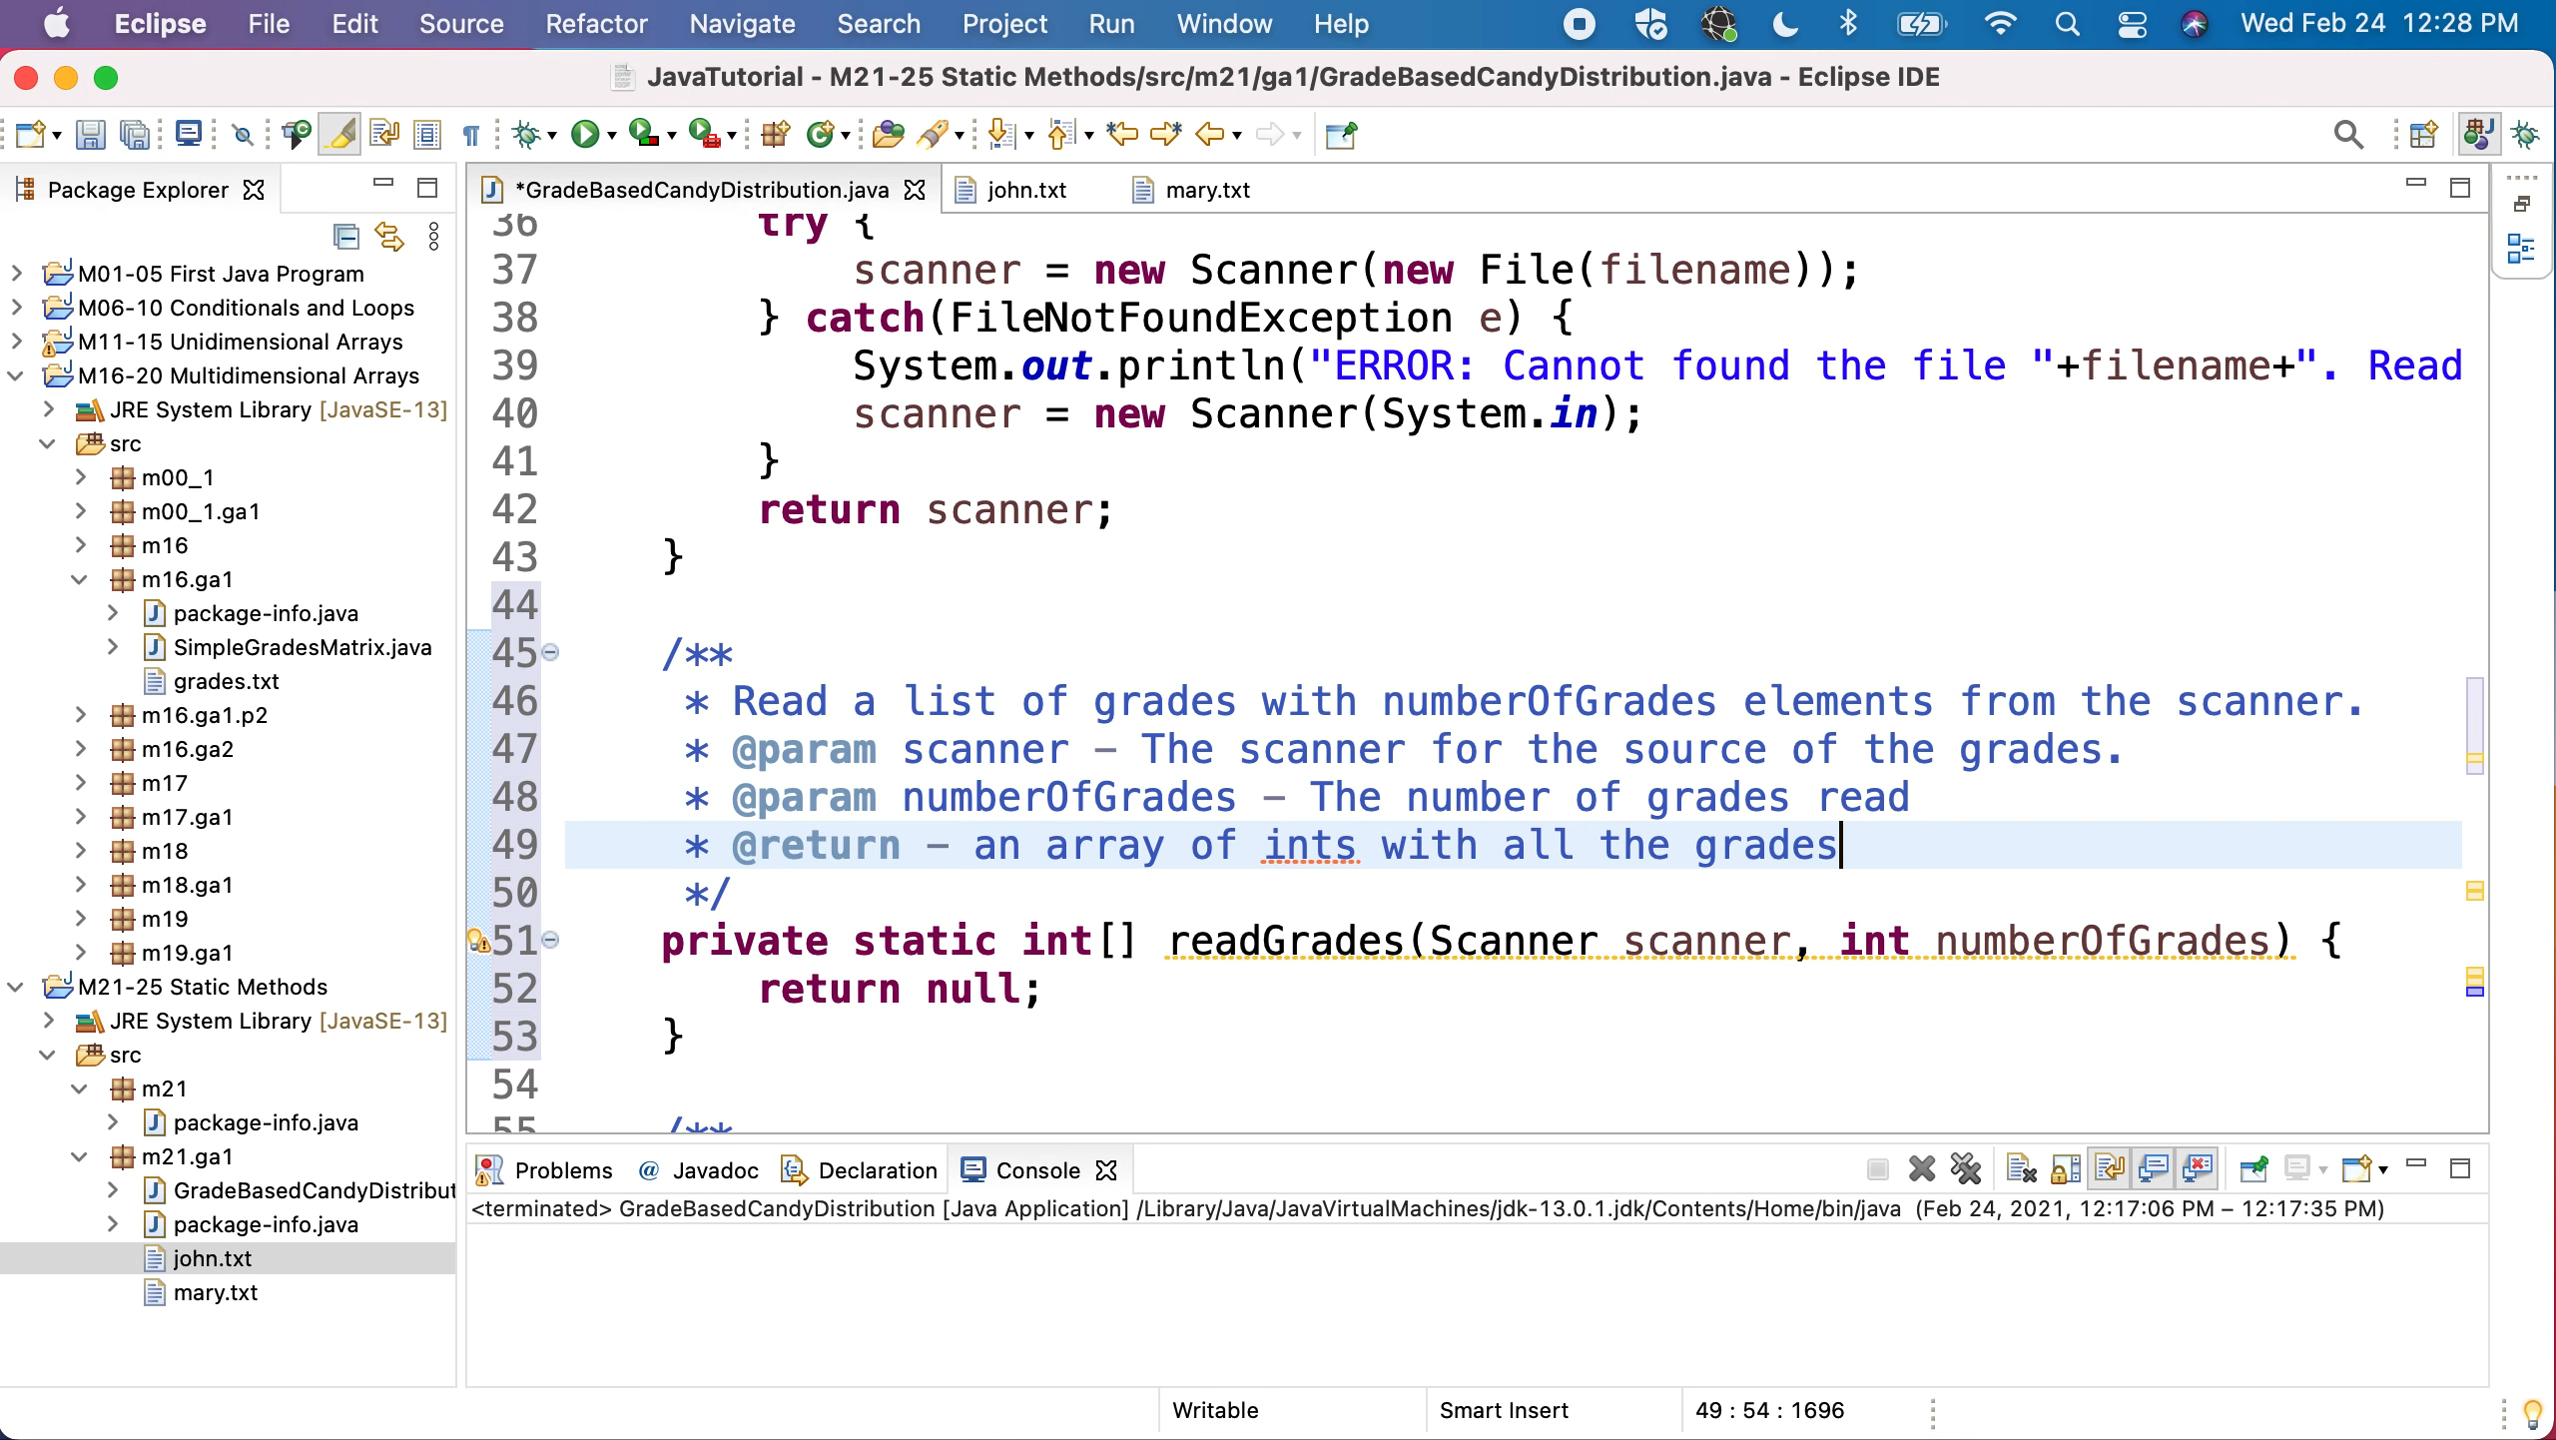 Eclipse File Edit Source Refactor Navigate Search Project Run Window Help Wed Feb 24 12:28 PM
JavaTutorial - M21-25 Static Methods/src/m21/ga1/GradeBasedCandyDistribution.java - Eclipse IDE
Package Explorer
M01-05 First Java Program
M06-10 Conditionals and Loops
M11-15 Unidimensional Arrays
M16-20 Multidimensional Arrays
JRE System Library [JavaSE-13]
src
m00_1
m00_1.ga1
m16
m16.ga1
package-info.java
SimpleGradesMatrix.java
grades.txt
m16.ga1.p2
m16.ga2
m17
m17.ga1
m18
m18.ga1
m19
m19.ga1
M21-25 Static Methods
JRE System Library [JavaSE-13]
src
m21
package-info.java
m21.ga1
GradeBasedCandyDistribut
package-info.java
john.txt
mary.txt
*GradeBasedCandyDistribution.java john.txt mary.txt
36 try {
37 scanner = new Scanner(new File(filename));
38 } catch(FileNotFoundException e) {
39 System.out.println("ERROR: Cannot found the file "+filename+". Read
40 scanner = new Scanner(System.in);
41 }
42 return scanner;
43 }
44
45 /**
46 * Read a list of grades with numberOfGrades elements from the scanner.
47 * @param scanner – The scanner for the source of the grades.
48 * @param numberOfGrades – The number of grades read
49 * @return – an array of ints with all the grades
50 */
51 private static int[] readGrades(Scanner scanner, int numberOfGrades) {
52 return null;
53 }
54
55 /**
Problems Javadoc Declaration Console
<terminated> GradeBasedCandyDistribution [Java Application] /Library/Java/JavaVirtualMachines/jdk-13.0.1.jdk/Contents/Home/bin/java (Feb 24, 2021, 12:17:06 PM – 12:17:35 PM)
Writable Smart Insert 49 : 54 : 1696